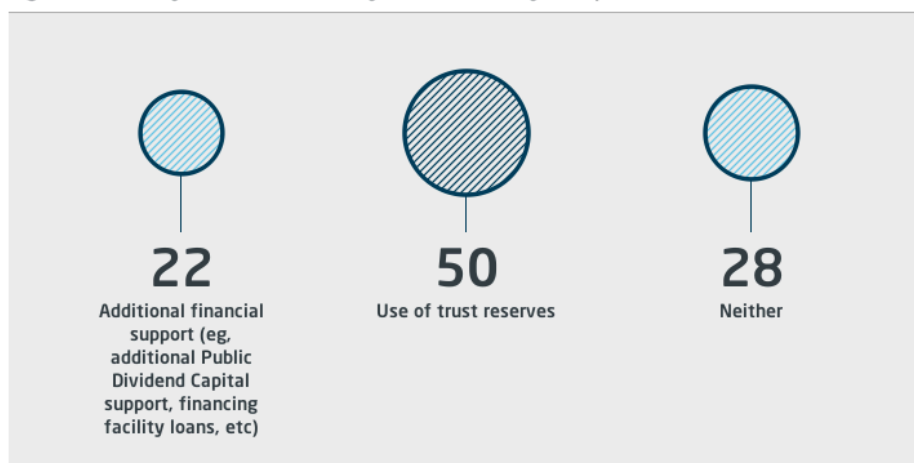 22
Additional financial
support (eg,
additional Public
Dividend Capital
support, financing
facility loans, etc)
50
Use of trust reserves
28
Neither